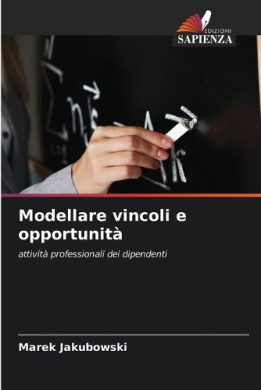 EDIZIONI
SAPIENZA
Modellare vincoli e
opportunità
attività professionali dei dipendenti
Marek Jakubowski